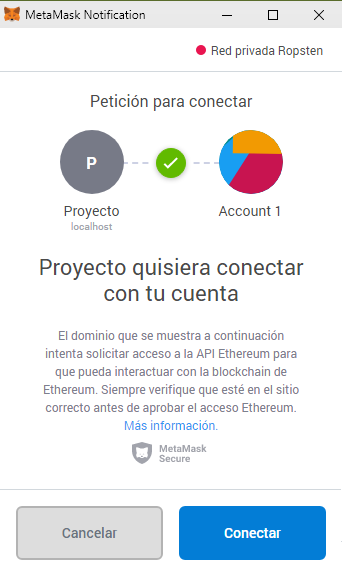 MetaMask Notification
Red privada Ropsten
Petición para conectar
P
Proyecto
localhost
Account 1
Proyecto quisiera conectar
con tu cuenta
El dominio que se muestra a continuación
intenta solicitar acceso a la API Ethereum para
que pueda interactuar con la blockchain de
Ethereum. Siempre verifique que esté en el sitio
correcto antes de aprobar el acceso Ethereum.
Más información.
MetaMask
Secure
Cancelar
Conectar